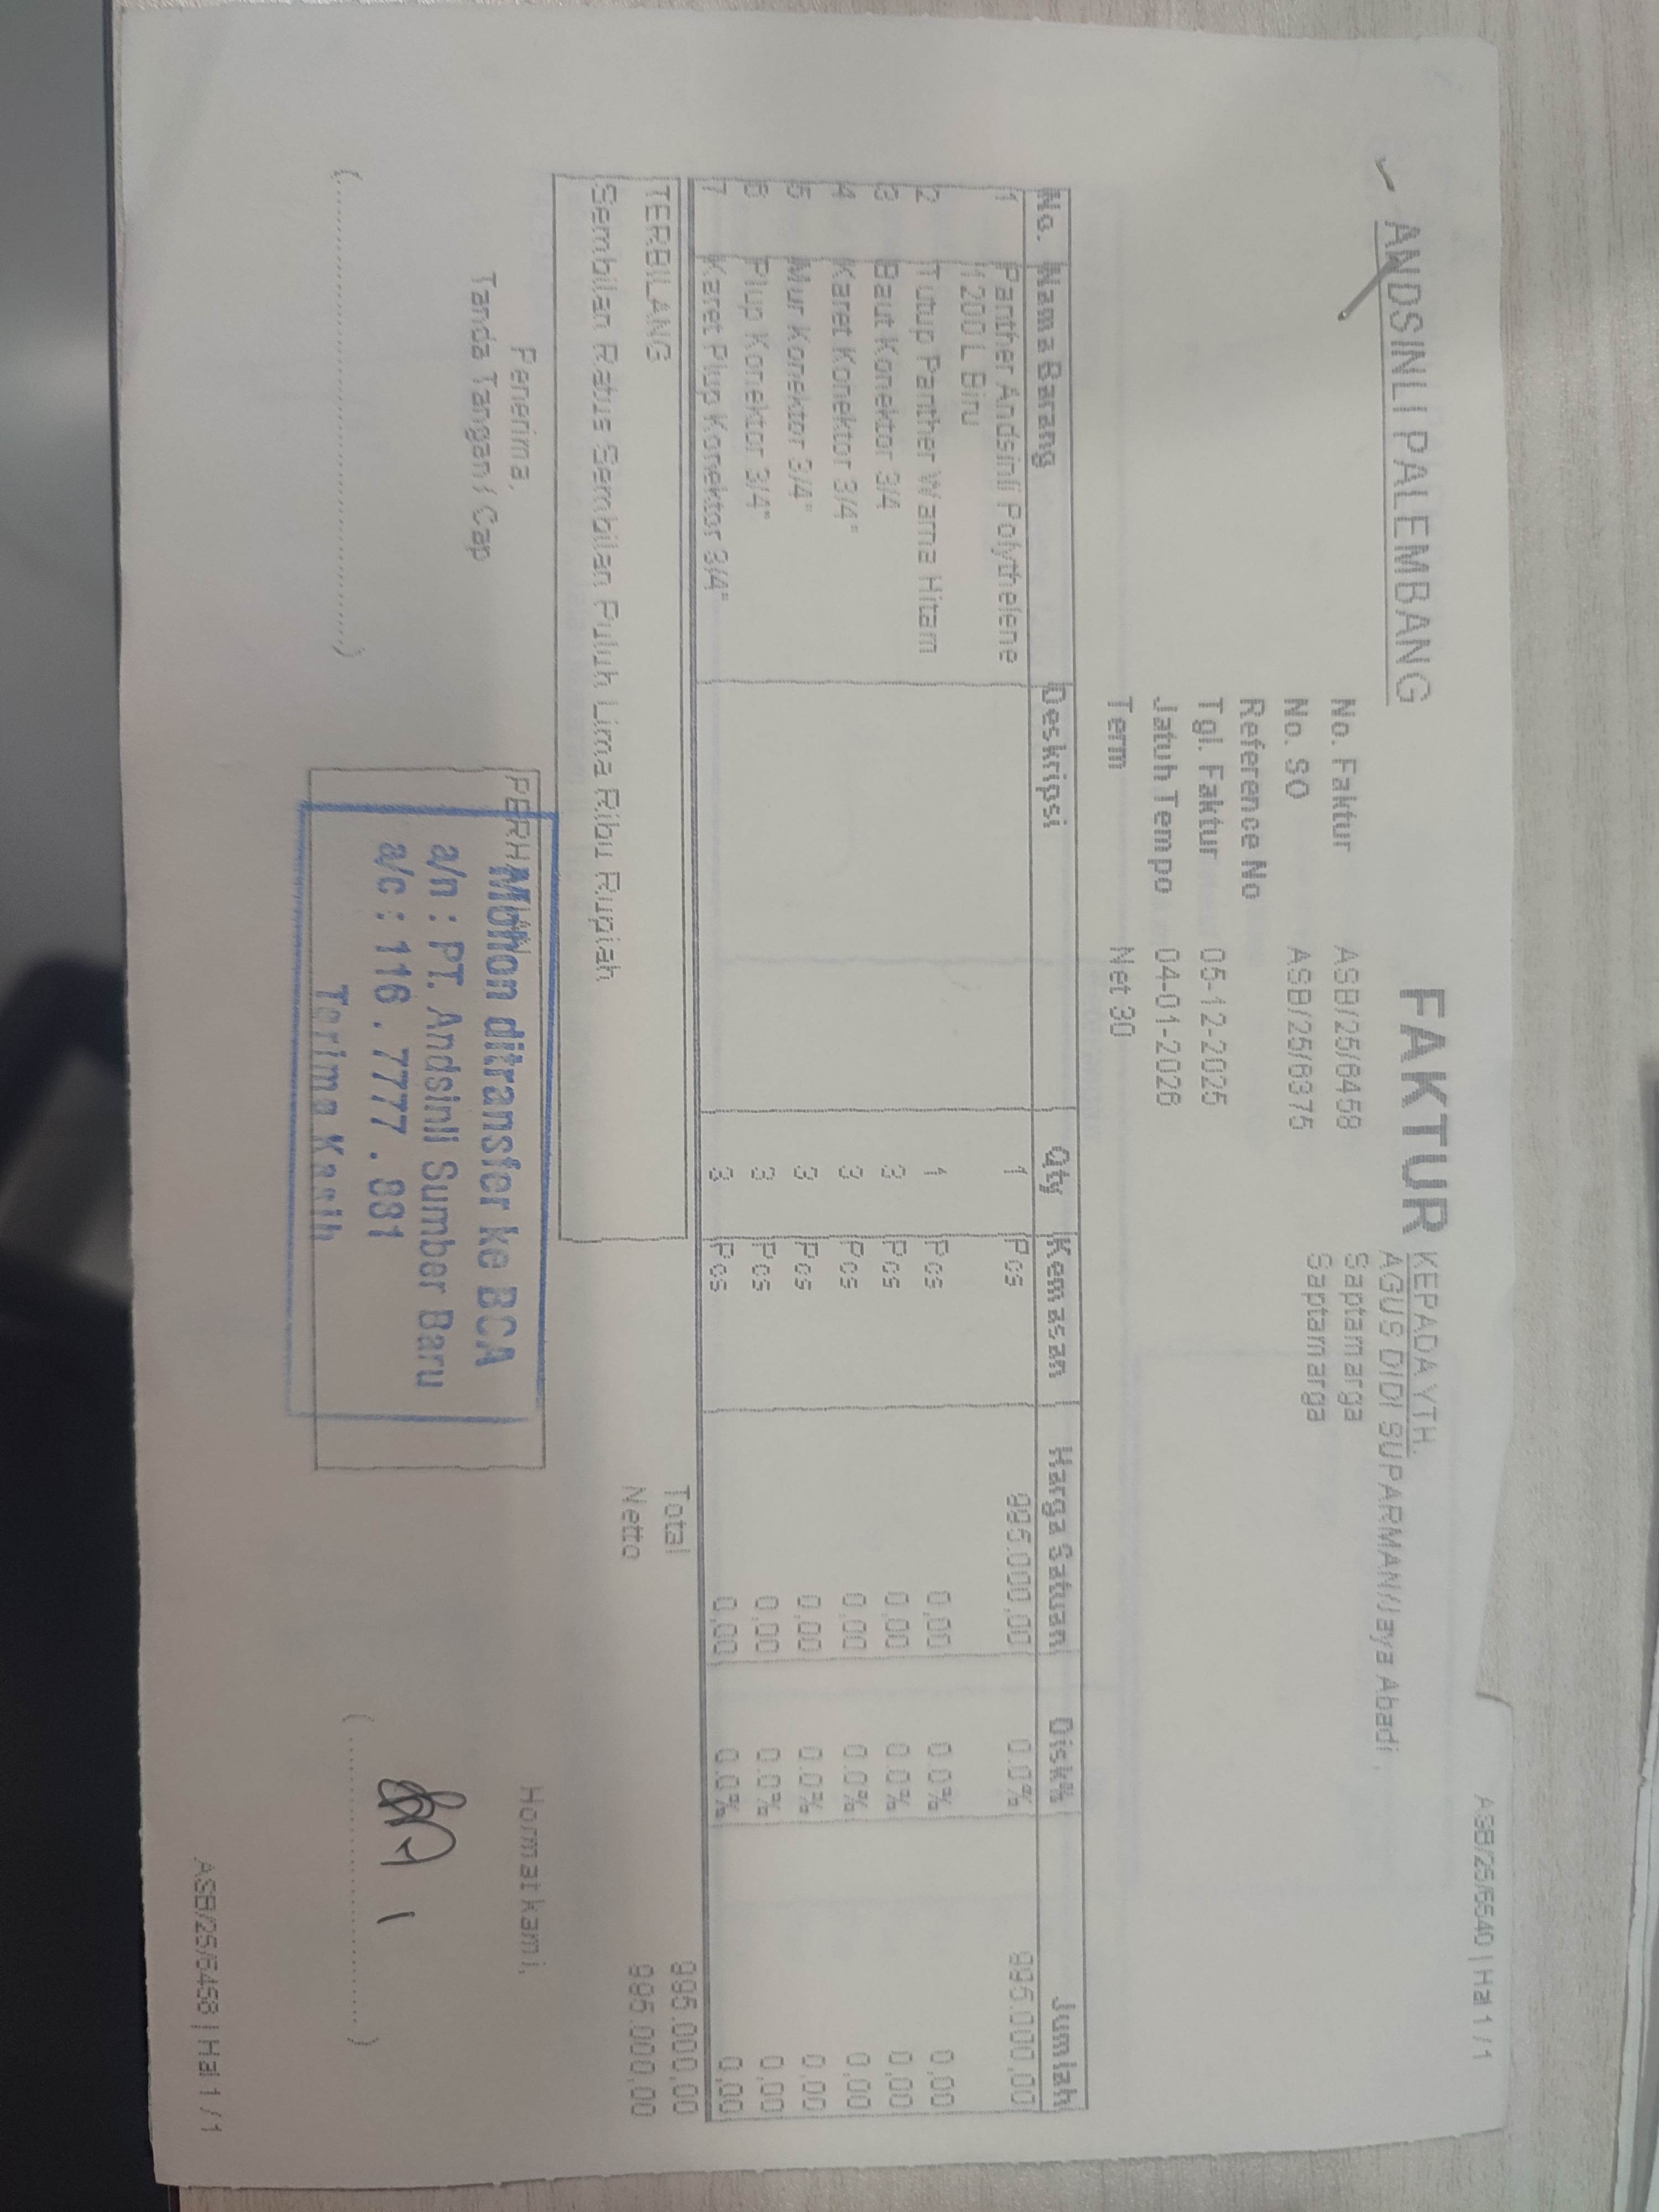 ASB/25/6540 | Hal 1 / 1
ANDSINLI PALEMBANG
FAKTUR
KEPADA YTH.
AGUS DIDI SUPARMAN/Jaya Abadi ,
Saptamarga
Saptamarga
No. Faktur ASB/25/6458
No. SO ASB/25/6375
Reference No
Tgl. Faktur 05-12-2025
Jatuh Tempo 04-01-2026
Term Net 30
No. Nama Barang Deskripsi Qty Kemasan Harga Satuan Disk% Jumlah
1 Panther Andsinli Polythelene 1 Pcs 995.000,00 0.0% 995.000,00
1200 L Biru
2 Tutup Panther Warna Hitam 1 Pcs 0,00 0.0% 0,00
3 Baut Konektor 3/4 3 Pcs 0,00 0.0% 0,00
4 Karet Konektor 3/4" 3 Pcs 0,00 0.0% 0,00
5 Mur Konektor 3/4" 3 Pcs 0,00 0.0% 0,00
6 Plup Konektor 3/4" 3 Pcs 0,00 0.0% 0,00
7 Karet Plup Konektor 3/4" 3 Pcs 0,00 0.0% 0,00
TERBILANG
Sembilan Ratus Sembilan Puluh Lima Ribu Rupiah
Total 995.000,00
Netto 995.000,00
Penerima,
Tanda Tangan / Cap
(........................................)
Mohon ditransfer ke BCA
a/n : PT. Andsinli Sumber Baru
a/c : 116 . 7777 . 881
Terima Kasih
Hormat kami,
(........................................)
ASB/25/6458 | Hal 1 / 1